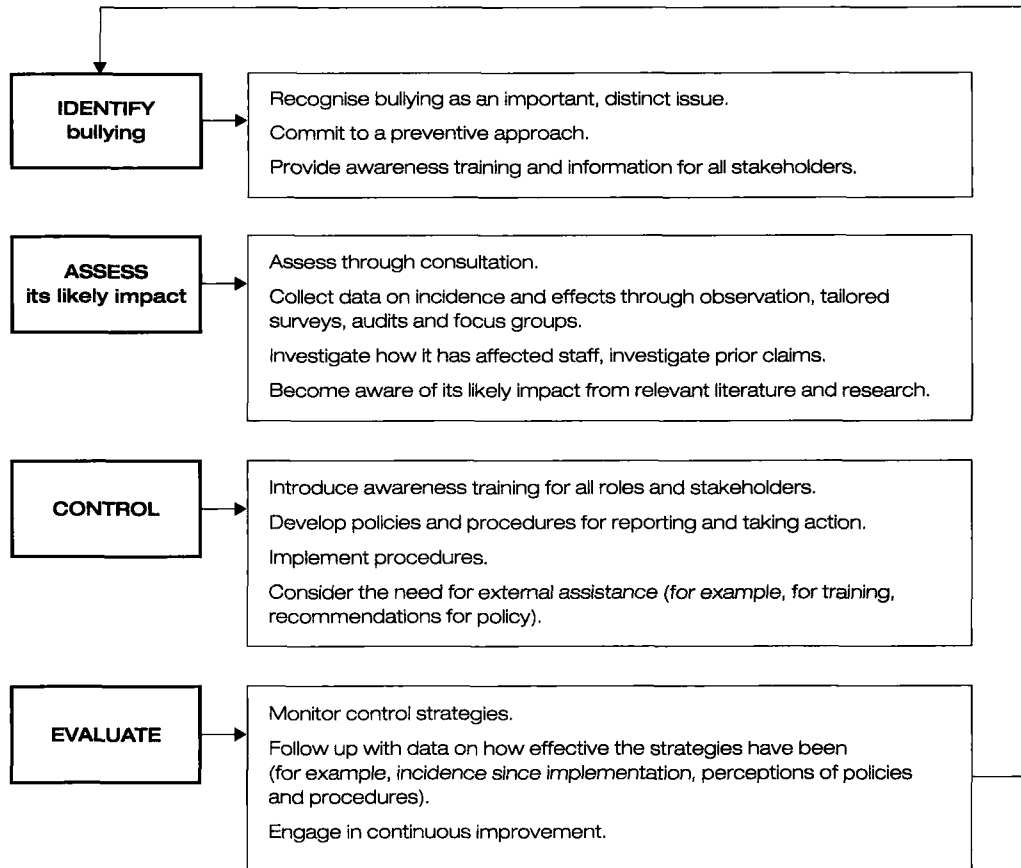 IDENTIFY
bullying
Recognise bullying as an important, distinct issue.
Commit to a preventive approach.
Provide awareness training and information for all stakeholders.
ASSESS
its likely impact
Assess through consultation.
Collect data on incidence and effects through observation, tailored
surveys, audits and focus groups.
Investigate how it has affected staff, investigate prior claims.
Become aware of its likely impact from relevant literature and research.
CONTROL
Introduce awareness training for all roles and stakeholders.
Develop policies and procedures for reporting and taking action.
Implement procedures.
Consider the need for external assistance (for example, for training,
recommendations for policy).
EVALUATE
Monitor control strategies.
Follow up with data on how effective the strategies have been
(for example, incidence since implementation, perceptions of policies
and procedures).
Engage in continuous improvement.